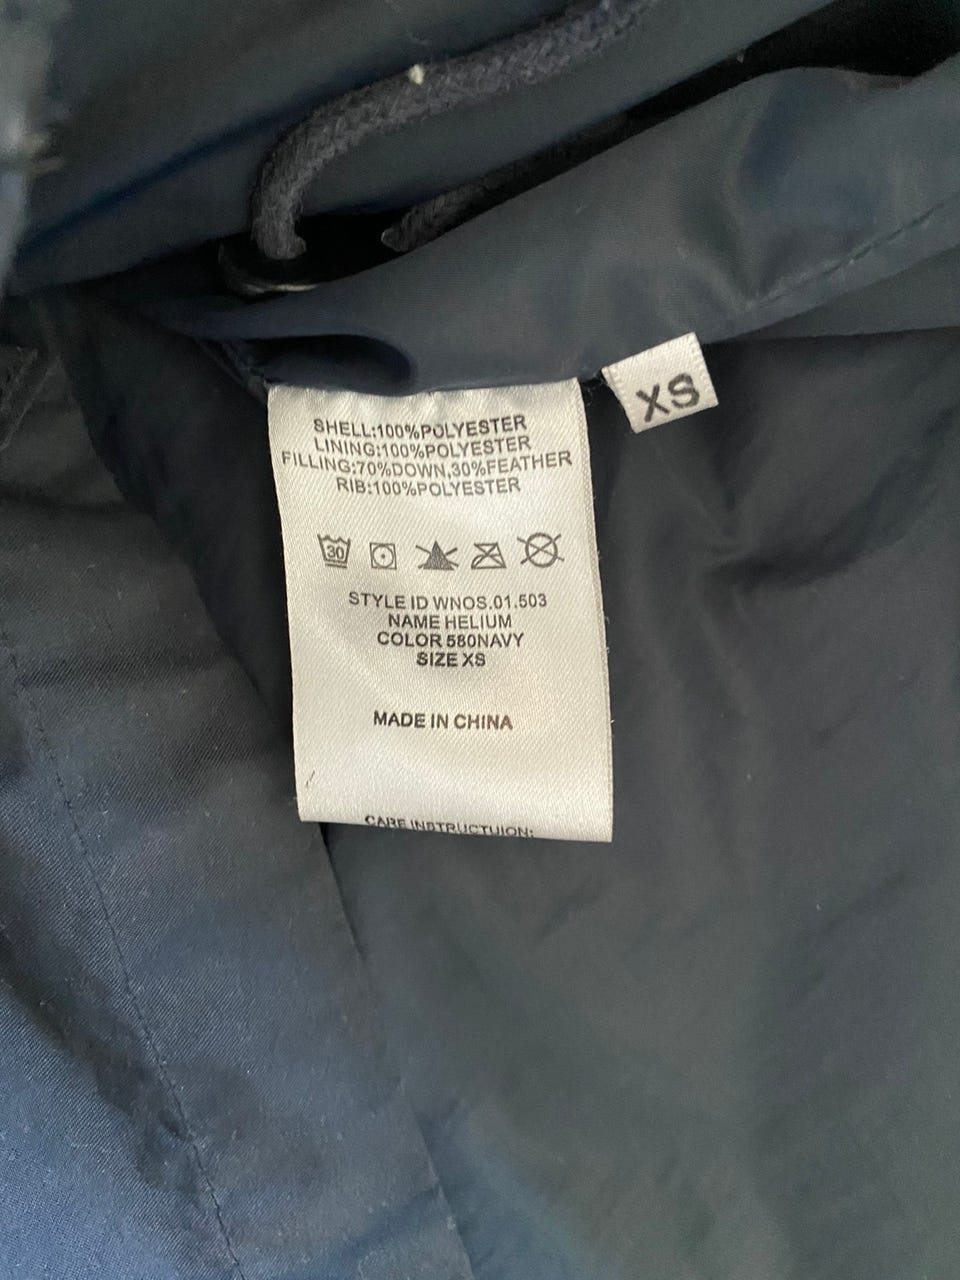 XS
SHELL:100%POLYESTER
LINING:100%POLYESTER
FILLING:70%DOWN,30%FEATHER
RIB:100%POLYESTER
30
STYLE ID WNOS.01.503
NAME HELIUM
COLOR 580NAVY
SIZE XS
MADE IN CHINA
CARE INSTRUCTUION: